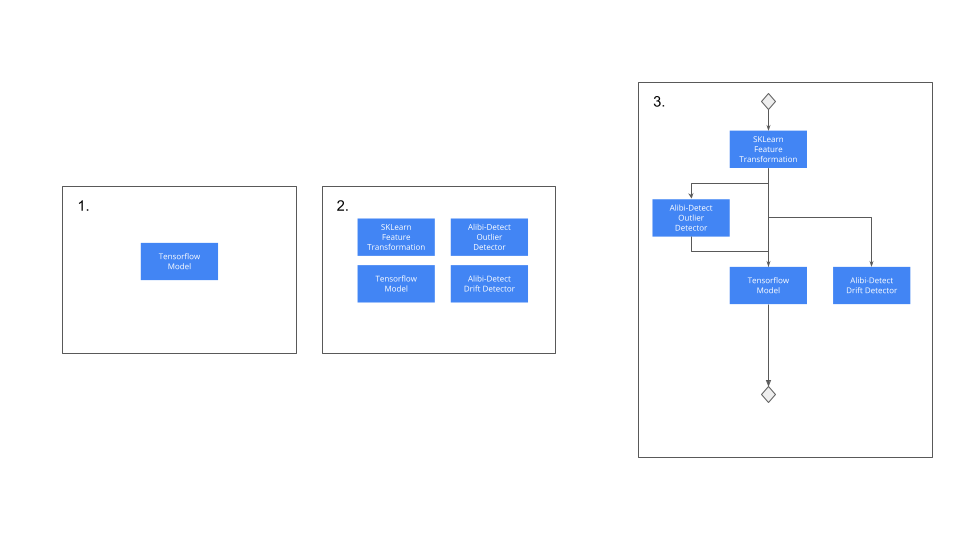 1.
Tensorflow
Model
2.
SKLearn
Feature
Transformation
Alibi-Detect
Outlier
Detector
Tensorflow
Model
Alibi-Detect
Drift Detector
3.
SKLearn
Feature
Transformation
Alibi-Detect
Outlier
Detector
Tensorflow
Model
Alibi-Detect
Drift Detector